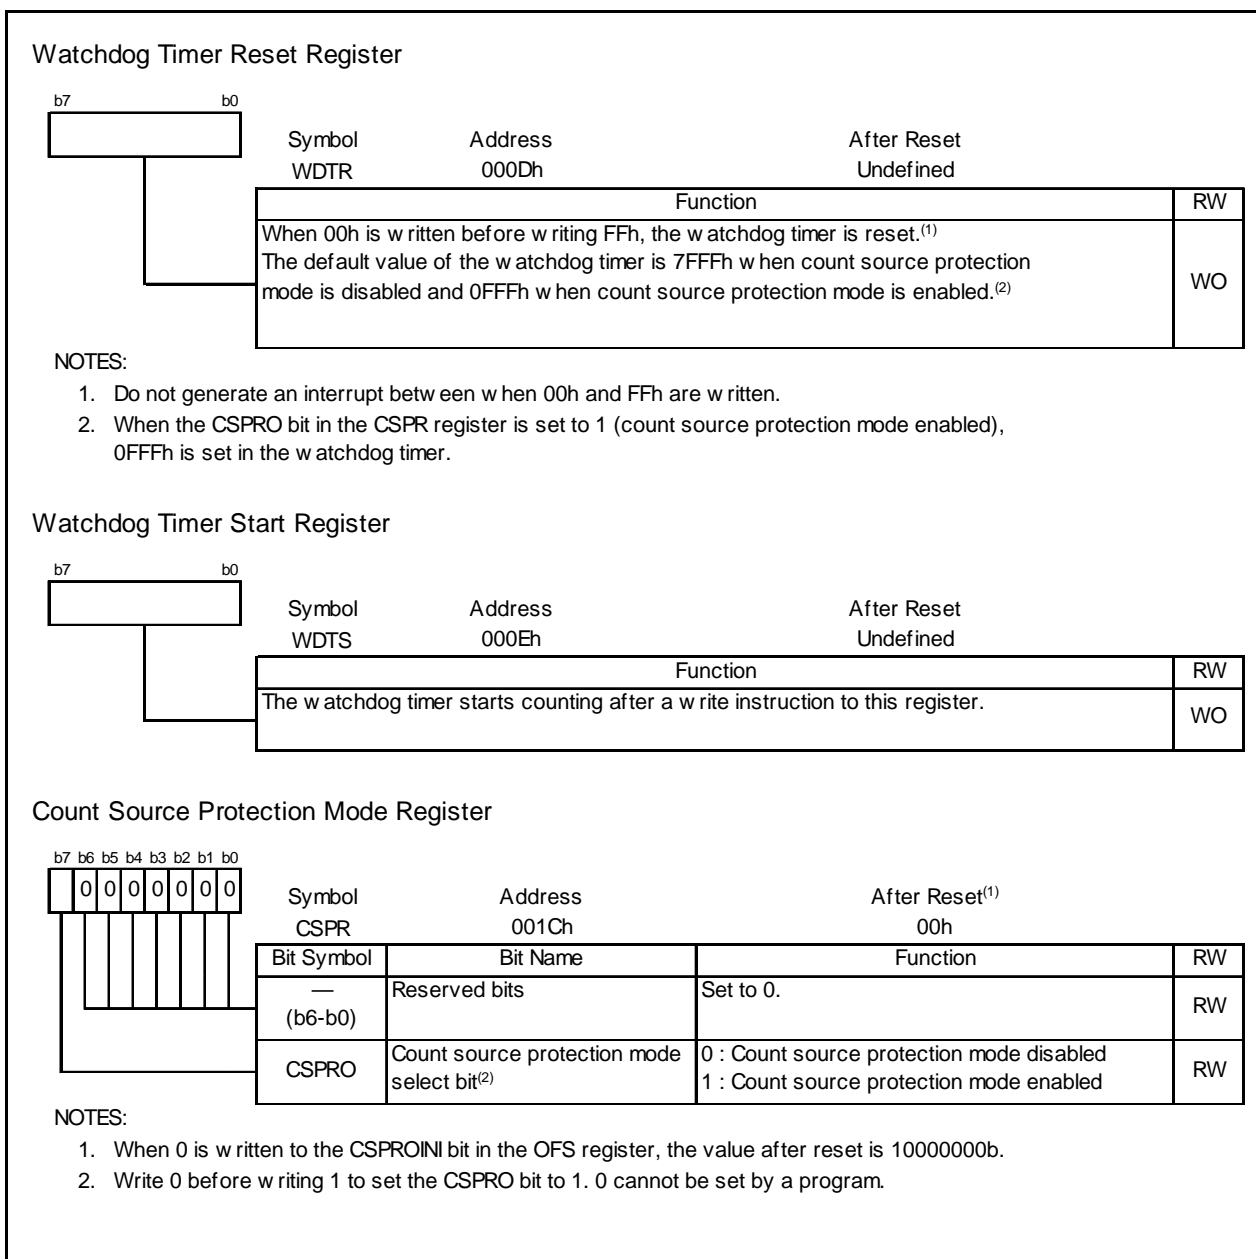 Watchdog Timer Reset Register
b7 b0
Symbol Address After Reset
WDTR 000Dh Undefined
Function RW
When 00h is written before writing FFh, the watchdog timer is reset.(1)
The default value of the watchdog timer is 7FFFh when count source protection
mode is disabled and 0FFFh when count source protection mode is enabled.(2)
WO
NOTES:
1. Do not generate an interrupt between when 00h and FFh are written.
2. When the CSPRO bit in the CSPR register is set to 1 (count source protection mode enabled),
0FFFh is set in the watchdog timer.
Watchdog Timer Start Register
b7 b0
Symbol Address After Reset
WDTS 000Eh Undefined
Function RW
The watchdog timer starts counting after a write instruction to this register.
WO
Count Source Protection Mode Register
b7 b6 b5 b4 b3 b2 b1 b0
0 0 0 0 0 0 0
Symbol Address After Reset(1)
CSPR 001Ch 00h
Bit Symbol Bit Name Function RW
— Reserved bits Set to 0.
(b6-b0) RW
Count source protection mode 0 : Count source protection mode disabled
CSPRO select bit(2) 1 : Count source protection mode enabled RW
NOTES:
1. When 0 is written to the CSPROINI bit in the OFS register, the value after reset is 10000000b.
2. Write 0 before writing 1 to set the CSPRO bit to 1. 0 cannot be set by a program.